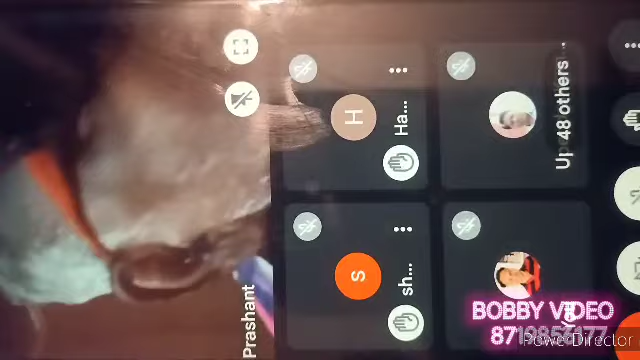 Prashant
H
Ha...
s
sh...
Up
48 others
BOBBY VIDEO
PowerDirector